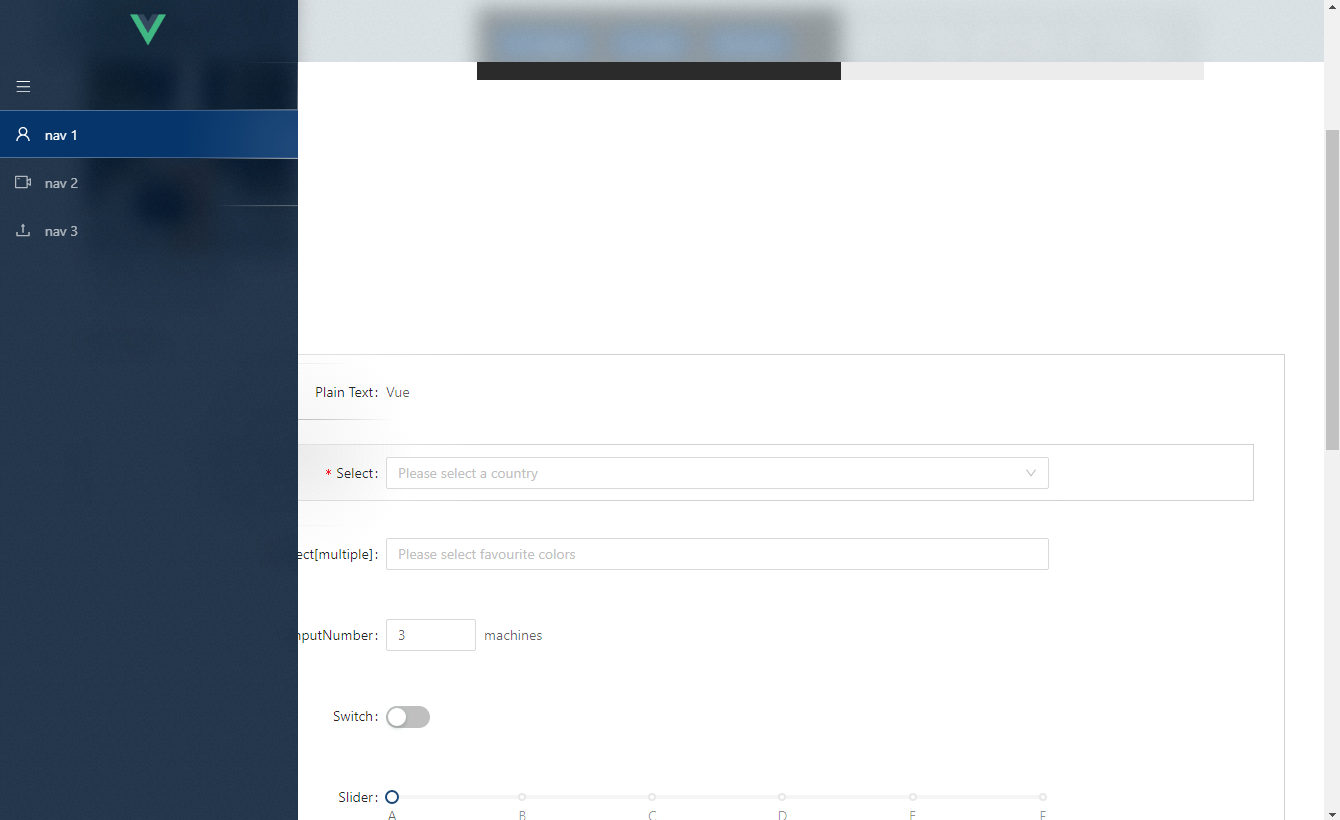 nav 1
nav 2
nav 3
Plain Text: Vue
* Select: Please select a country
ect[multiple]: Please select favourite colors
nputNumber: 3 machines
Switch:
Slider:
A B C D E F